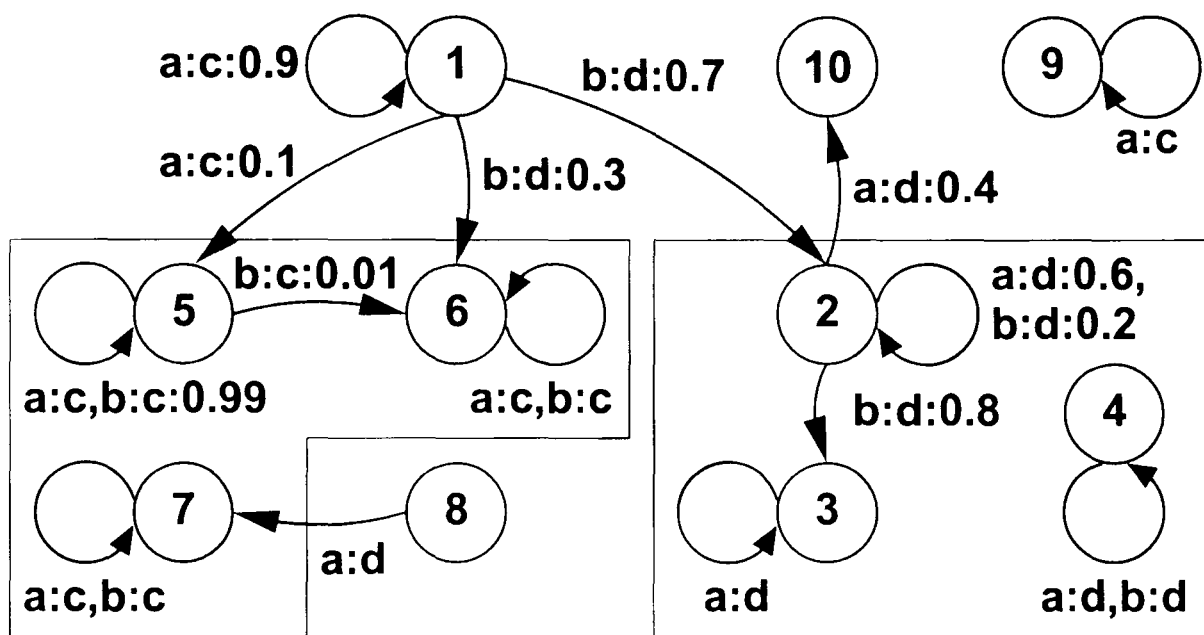 a:c:0.9
1
b:d:0.7
10
9
a:c
a:c:0.1
b:d:0.3
a:d:0.4
5
b:c:0.01
6
2
a:d:0.6,
b:d:0.2
a:c,b:c:0.99
a:c,b:c
b:d:0.8
4
7
8
3
a:d
a:c,b:c
a:d
a:d,b:d